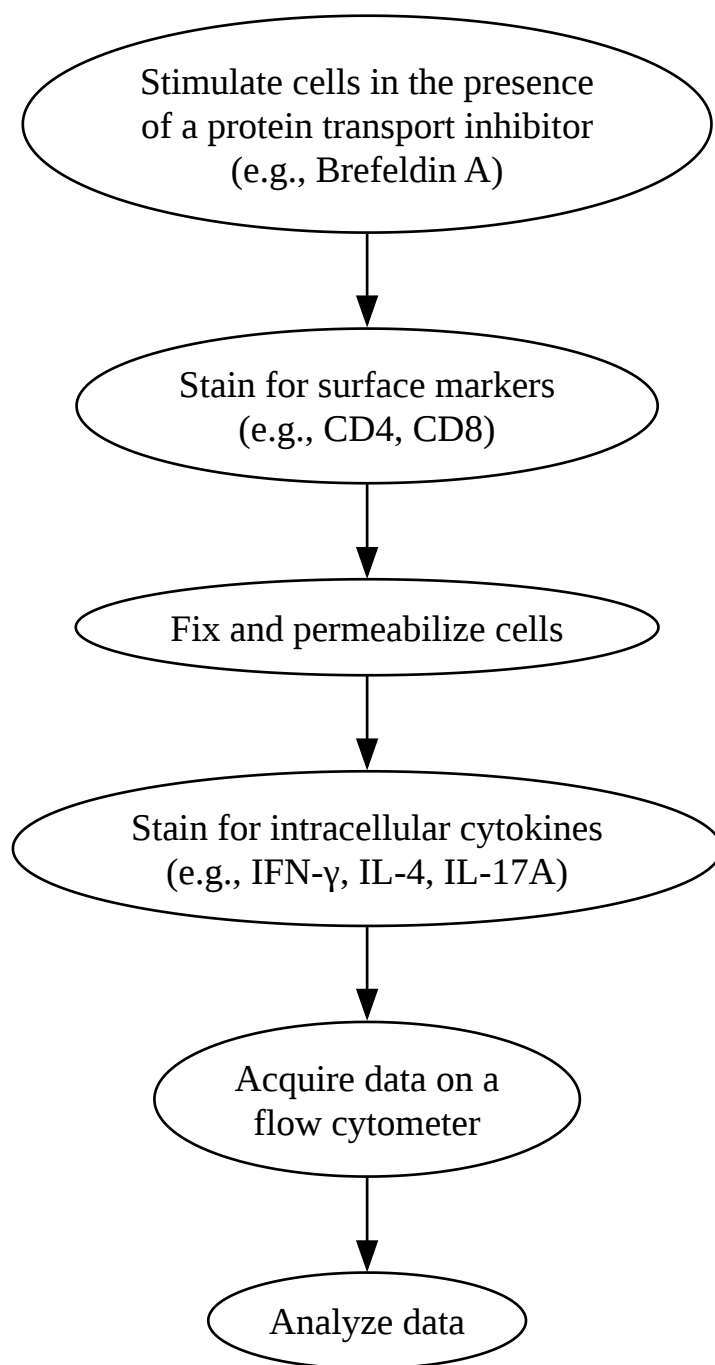 Stimulate cells in the presence
of a protein transport inhibitor
(e.g., Brefeldin A)
Stain for surface markers
(e.g., CD4, CD8)
Fix and permeabilize cells
Stain for intracellular cytokines
(e.g., IFN-γ, IL-4, IL-17A)
Acquire data on a
flow cytometer
Analyze data